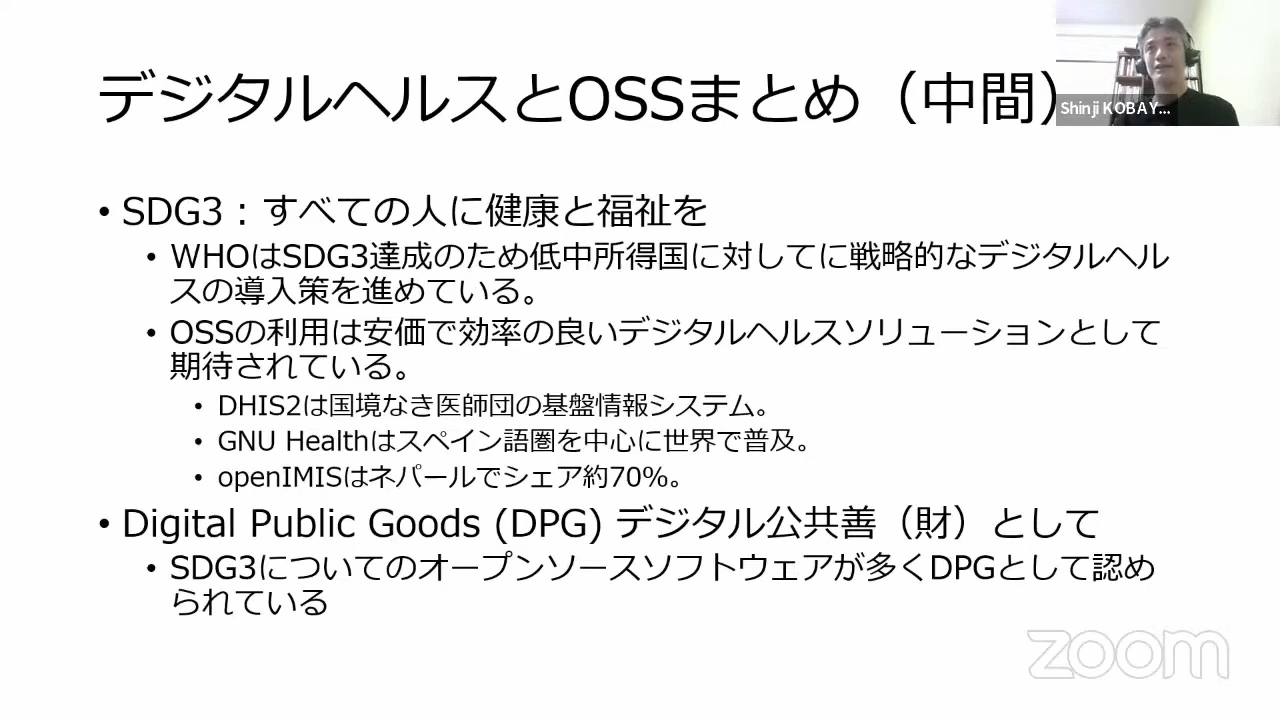 デジタルヘルスとOSSまとめ（中間）
Shinji KOBAY...
• SDG3：すべての人に健康と福祉を
• WHOはSDG3達成のため低中所得国に対してに戦略的なデジタルヘル
スの導入策を進めている。
• OSSの利用は安価で効率の良いデジタルヘルスソリューションとして
期待されている。
• DHIS2は国境なき医師団の基盤情報システム。
• GNU Healthはスペイン語圏を中心に世界で普及。
• openIMISはネパールでシェア約70%。
• Digital Public Goods (DPG) デジタル公共善（財）として
• SDG3についてのオープンソースソフトウェアが多くDPGとして認め
られている
zoom